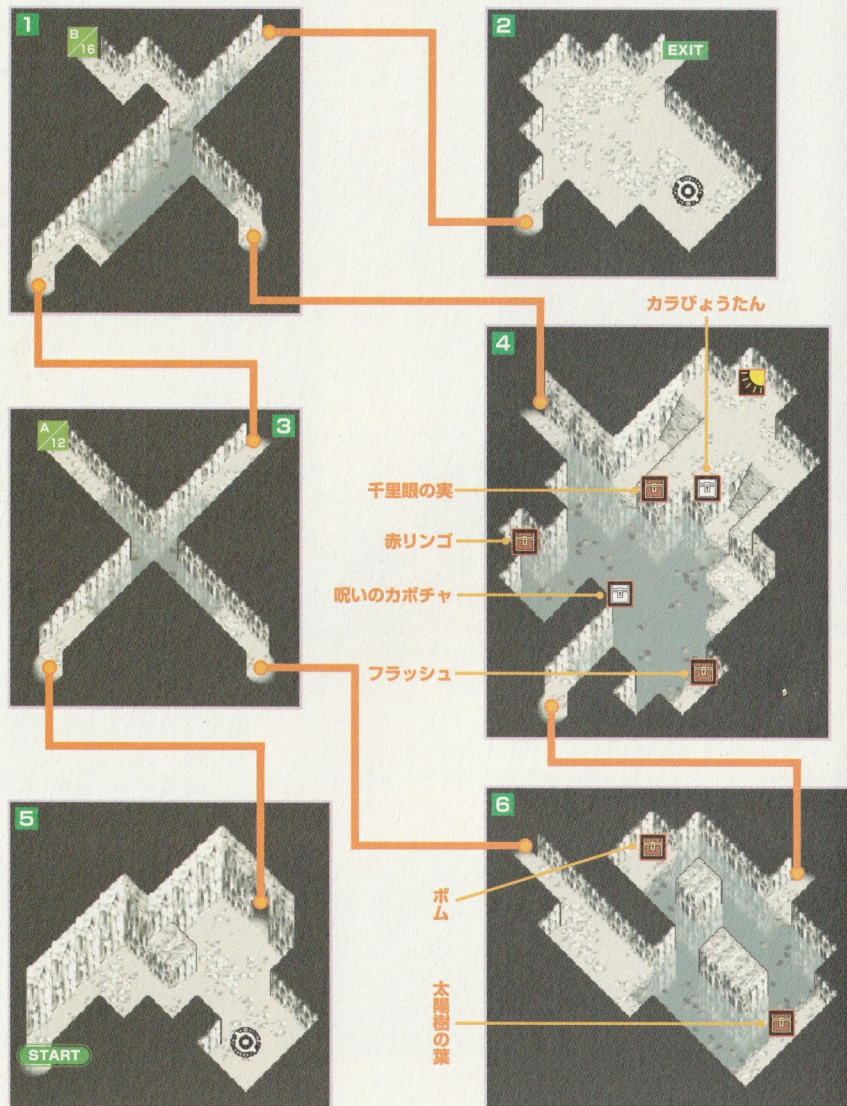 1
B/16
2
EXIT
カラびょうたん
3
A/12
4
千里眼の実
赤リンゴ
呪いのカボチャ
フラッシュ
5
START
6
ボム
太陽樹の葉